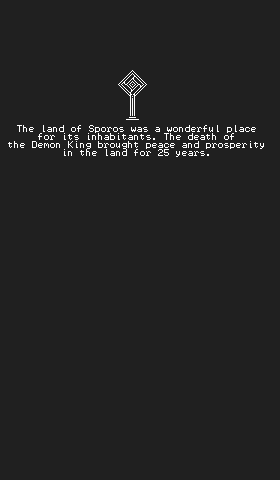 The land of Sporos was a wonderful place
for its inhabitants. The death of
the Demon King brought peace and prosperity
in the land for 25 years.